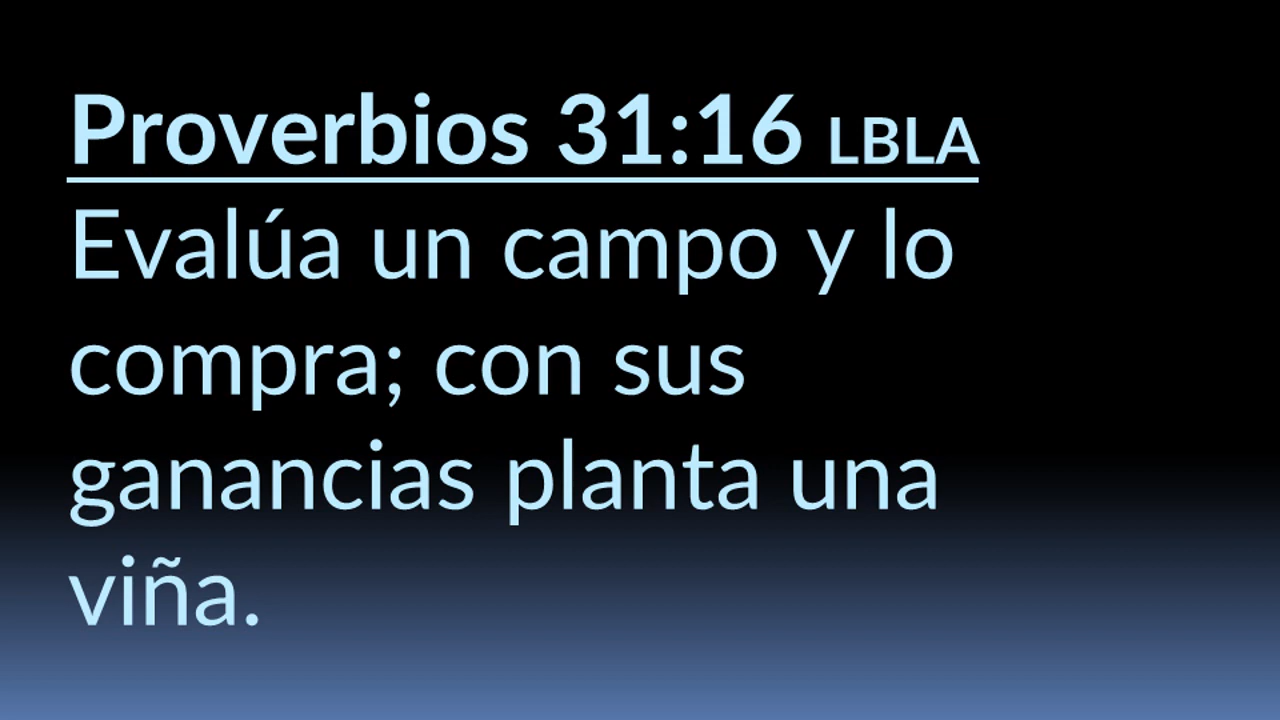 Proverbios 31:16 LBLA
Evalúa un campo y lo
compra; con sus
ganancias planta una
viña.